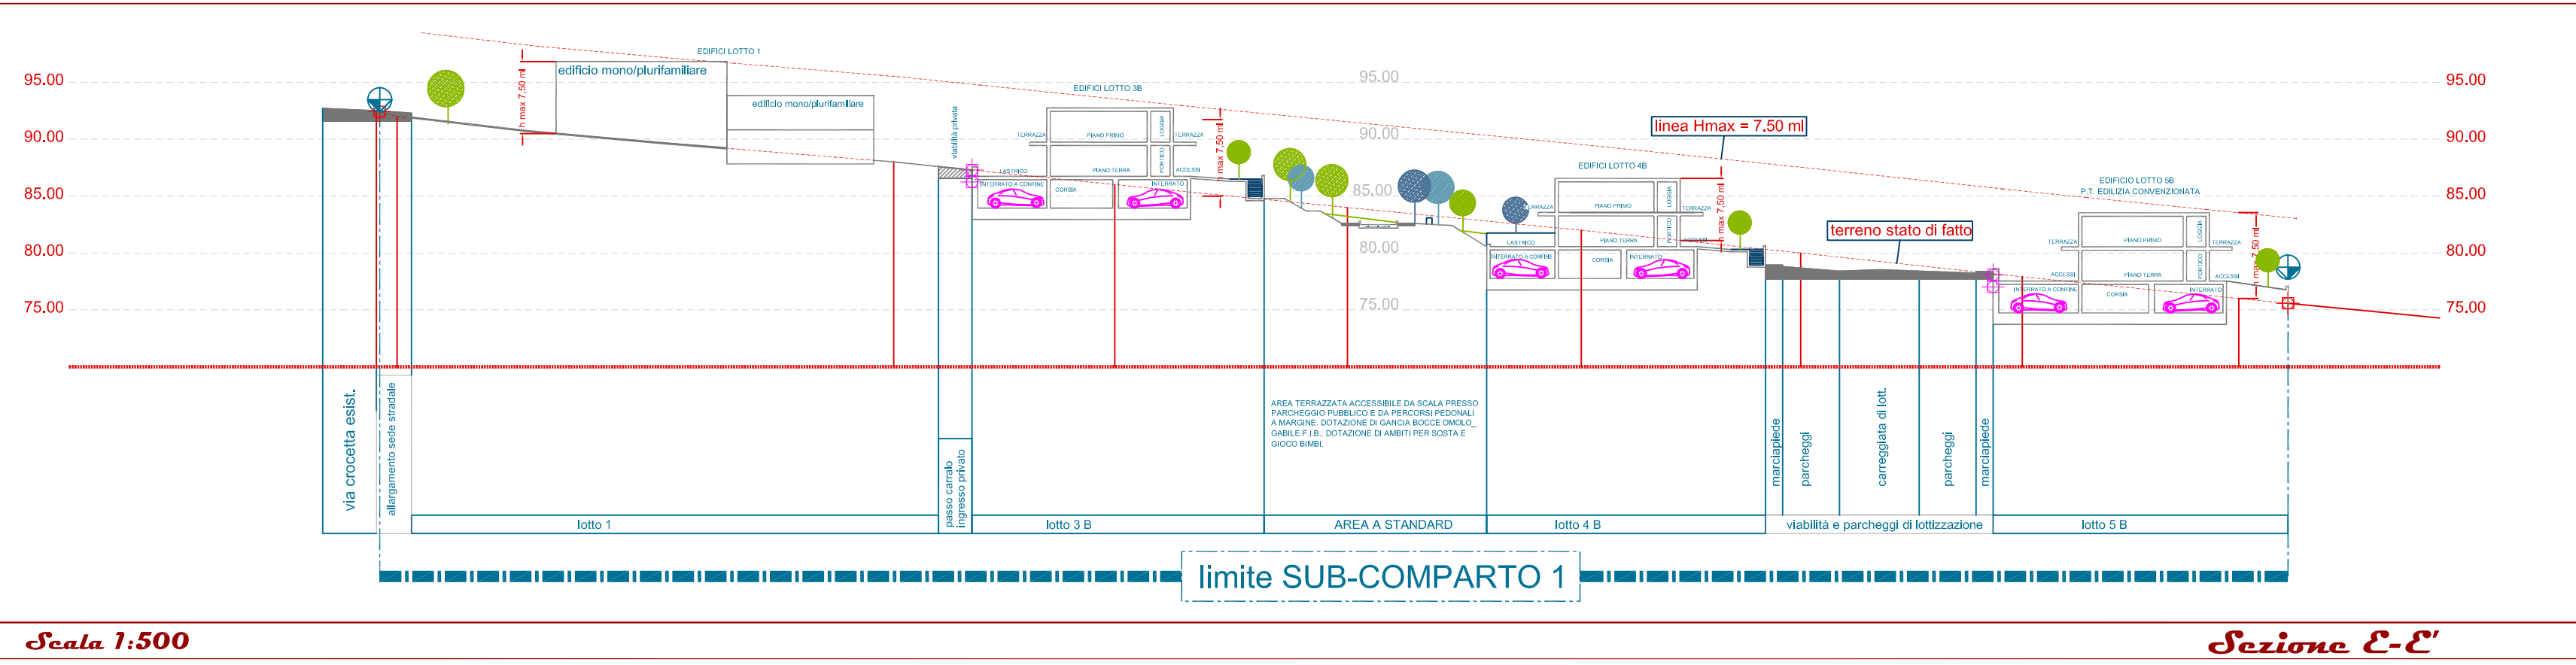 EDIFICI LOTTO 1
95.00
edificio mono/plurifamiliare
h max 7,50 ml
95.00
95.00
EDIFICI LOTTO 3B
edificio mono/plurifamiliare
viabilità privata
linea Hmax = 7.50 ml
90.00
TERRAZZA
PIANO PRIMO
LOGGIA
TERRAZZA
h max 7,50 ml
90.00
90.00
EDIFICI LOTTO 4B
LASTRICO
PIANO TERRA
PORTICO
ACCESSI
85.00
INTERRATO A CONFINE
CORSIA
INTERRATO
85.00
85.00
EDIFICIO LOTTO 5B
P.T. EDILIZIA CONVENZIONATA
TERRAZZA
PIANO PRIMO
LOGGIA
TERRAZZA
h max 7,50 ml
terreno stato di fatto
80.00
LASTRICO
PIANO TERRA
PORTICO
ACCESSI
80.00
80.00
INTERRATO A CONFINE
CORSIA
INTERRATO
TERRAZZA
PIANO PRIMO
LOGGIA
TERRAZZA
h max 7,50 ml
ACCESSI
PIANO TERRA
PORTICO
ACCESSI
75.00
75.00
INTERRATO A CONFINE
CORSIA
INTERRATO
75.00
via crocetta esist.
allargamento sede stradale
passo carraio
ingresso privato
AREA TERRAZZATA ACCESSIBILE DA SCALA PRESSO
PARCHEGGIO PUBBLICO E DA PERCORSI PEDONALI
A MARGINE. DOTAZIONE DI GANCIA BOCCE OMOLO_
GABILE F.I.B.. DOTAZIONE DI AMBITI PER SOSTA E
GIOCO BIMBI.
marciapiede
parcheggi
carreggiata di lott.
parcheggi
marciapiede
lotto 1
lotto 3 B
AREA A STANDARD
lotto 4 B
viabilità e parcheggi di lottizzazione
lotto 5 B
limite SUB-COMPARTO 1
Scala 1:500
Sezione E-E'